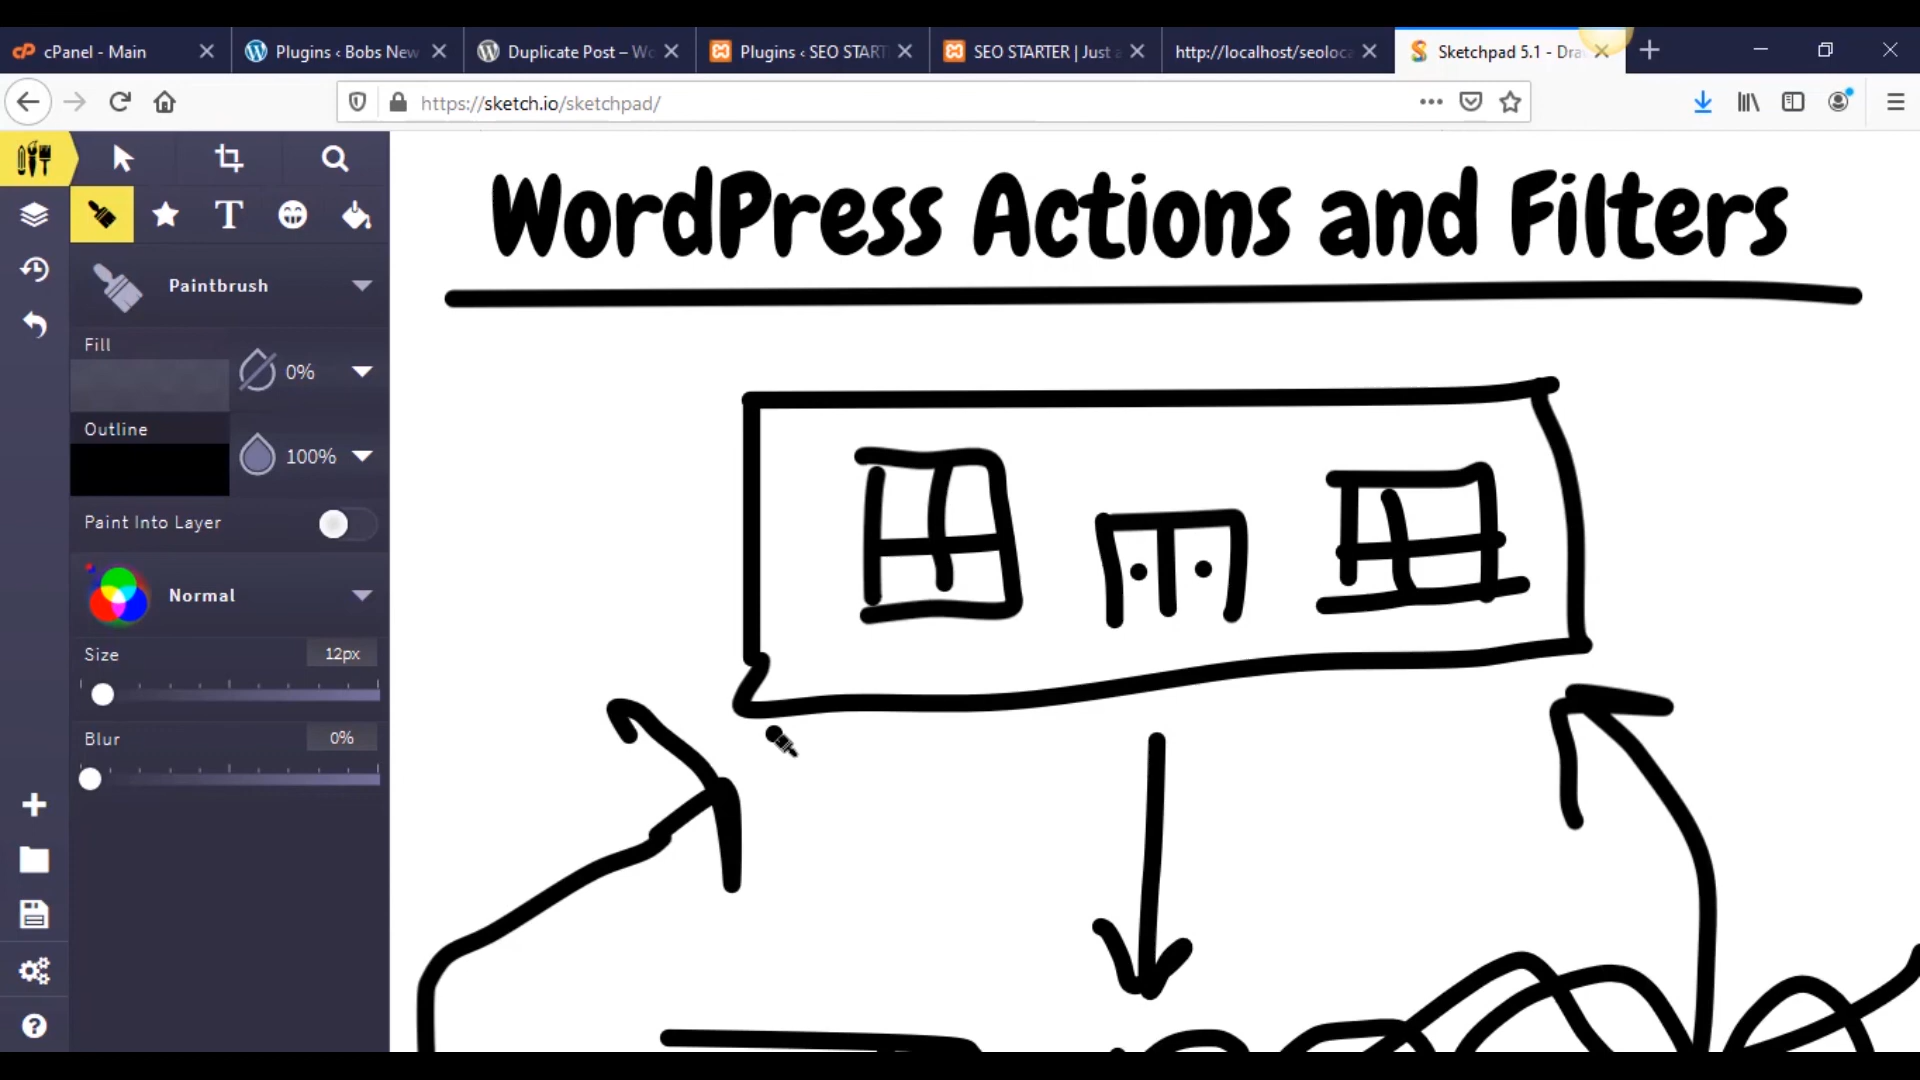 cPanel - Main
Plugins ‹ Bobs New
Duplicate Post – Wo
Plugins ‹ SEO START
SEO STARTER | Just a
http://localhost/seoloca
Sketchpad 5.1 - Dra
https://sketch.io/sketchpad/
WordPress Actions and Filters
T
Paintbrush
Fill
0%
Outline
100%
Paint Into Layer
Normal
Size
12px
Blur
0%